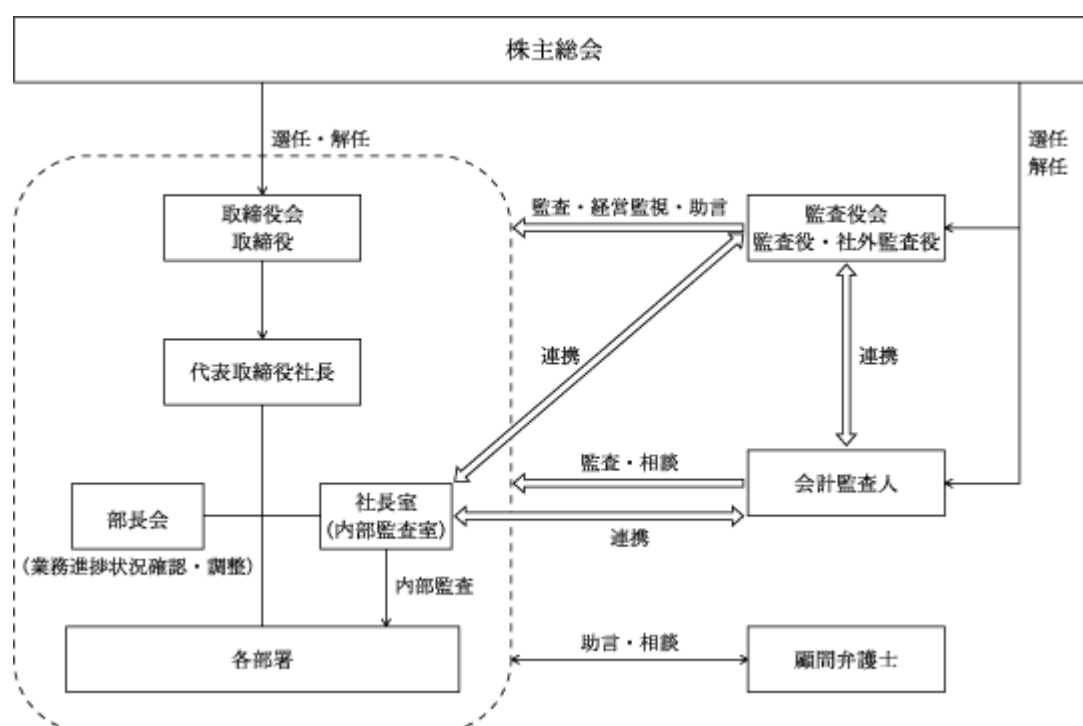 株主総会
選任・解任
選任
解任
取締役会
取締役
監査・経営監視・助言
監査役会
監査役・社外監査役
代表取締役社長
連携
連携
監査・相談
会計監査人
部長会
社長室
(内部監査室)
連携
(業務進捗状況確認・調整)
内部監査
各部署
助言・相談
顧問弁護士